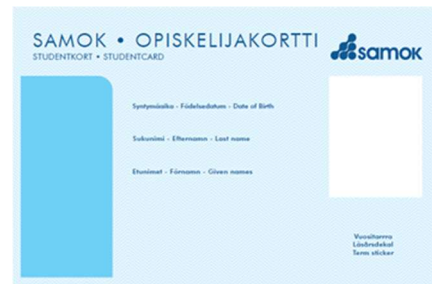 SAMOK • OPISKELIJAKORTTI
STUDENTKORT • STUDENTCARD
samok
Syntymäaika - Födelsedatum - Date of Birth
Sukunimi - Efternamn - Last name
Etunimet - Förnamn - Given names
Vuositarra
Läsårsdekal
Term sticker